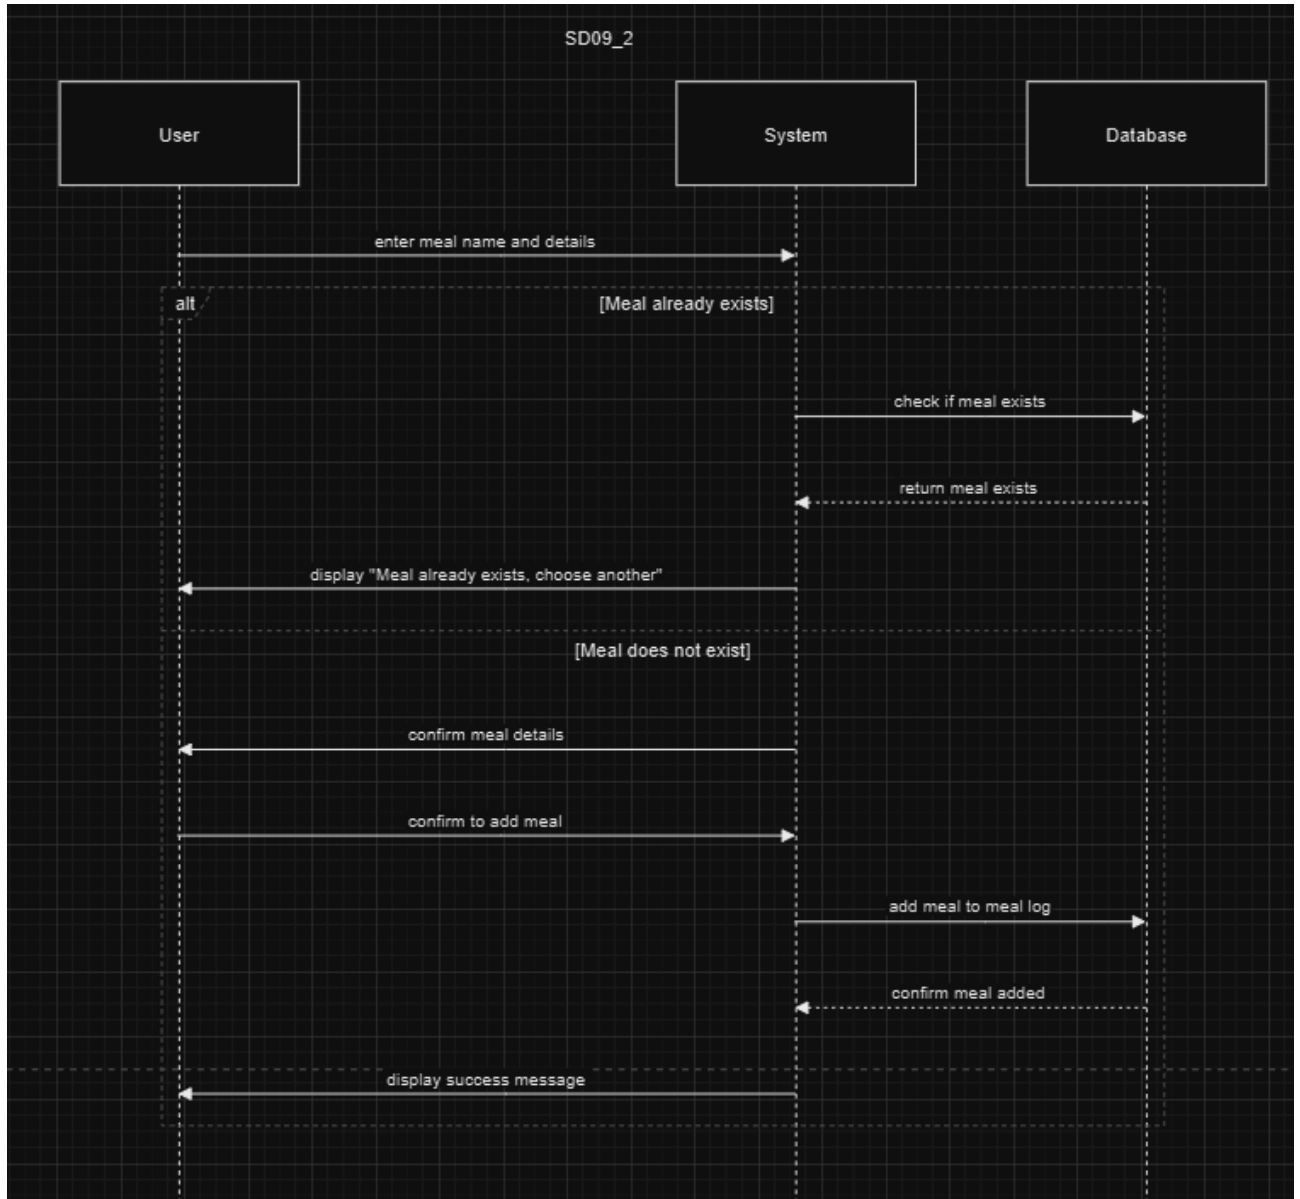 SD09_2
User
System
Database
enter meal name and details
alt
[Meal already exists]
check if meal exists
return meal exists
display "Meal already exists, choose another"
[Meal does not exist]
confirm meal details
confirm to add meal
add meal to meal log
confirm meal added
display success message